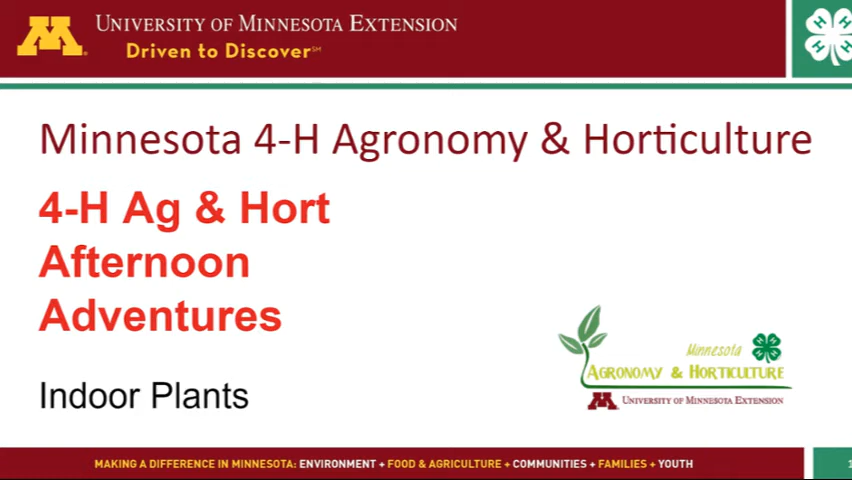 UNIVERSITY OF MINNESOTA EXTENSION
Driven to Discover℠
Minnesota 4-H Agronomy & Horticulture
4-H Ag & Hort
Afternoon
Adventures
Indoor Plants
Minnesota
AGRONOMY & HORTICULTURE
UNIVERSITY OF MINNESOTA EXTENSION
MAKING A DIFFERENCE IN MINNESOTA: ENVIRONMENT + FOOD & AGRICULTURE + COMMUNITIES + FAMILIES + YOUTH